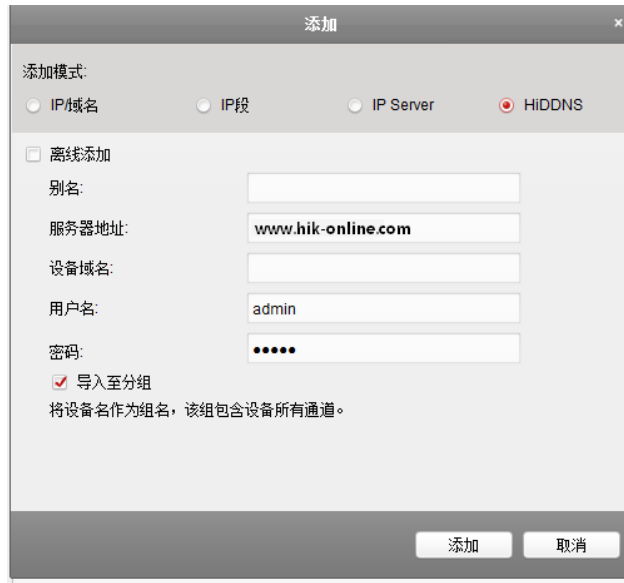 添加
×
添加模式:
IP/域名 IP段 IP Server HiDDNS
离线添加
别名:
服务器地址: www.hik-online.com
设备域名:
用户名: admin
密码: •••••
导入至分组
将设备名作为组名，该组包含设备所有通道。
添加 取消